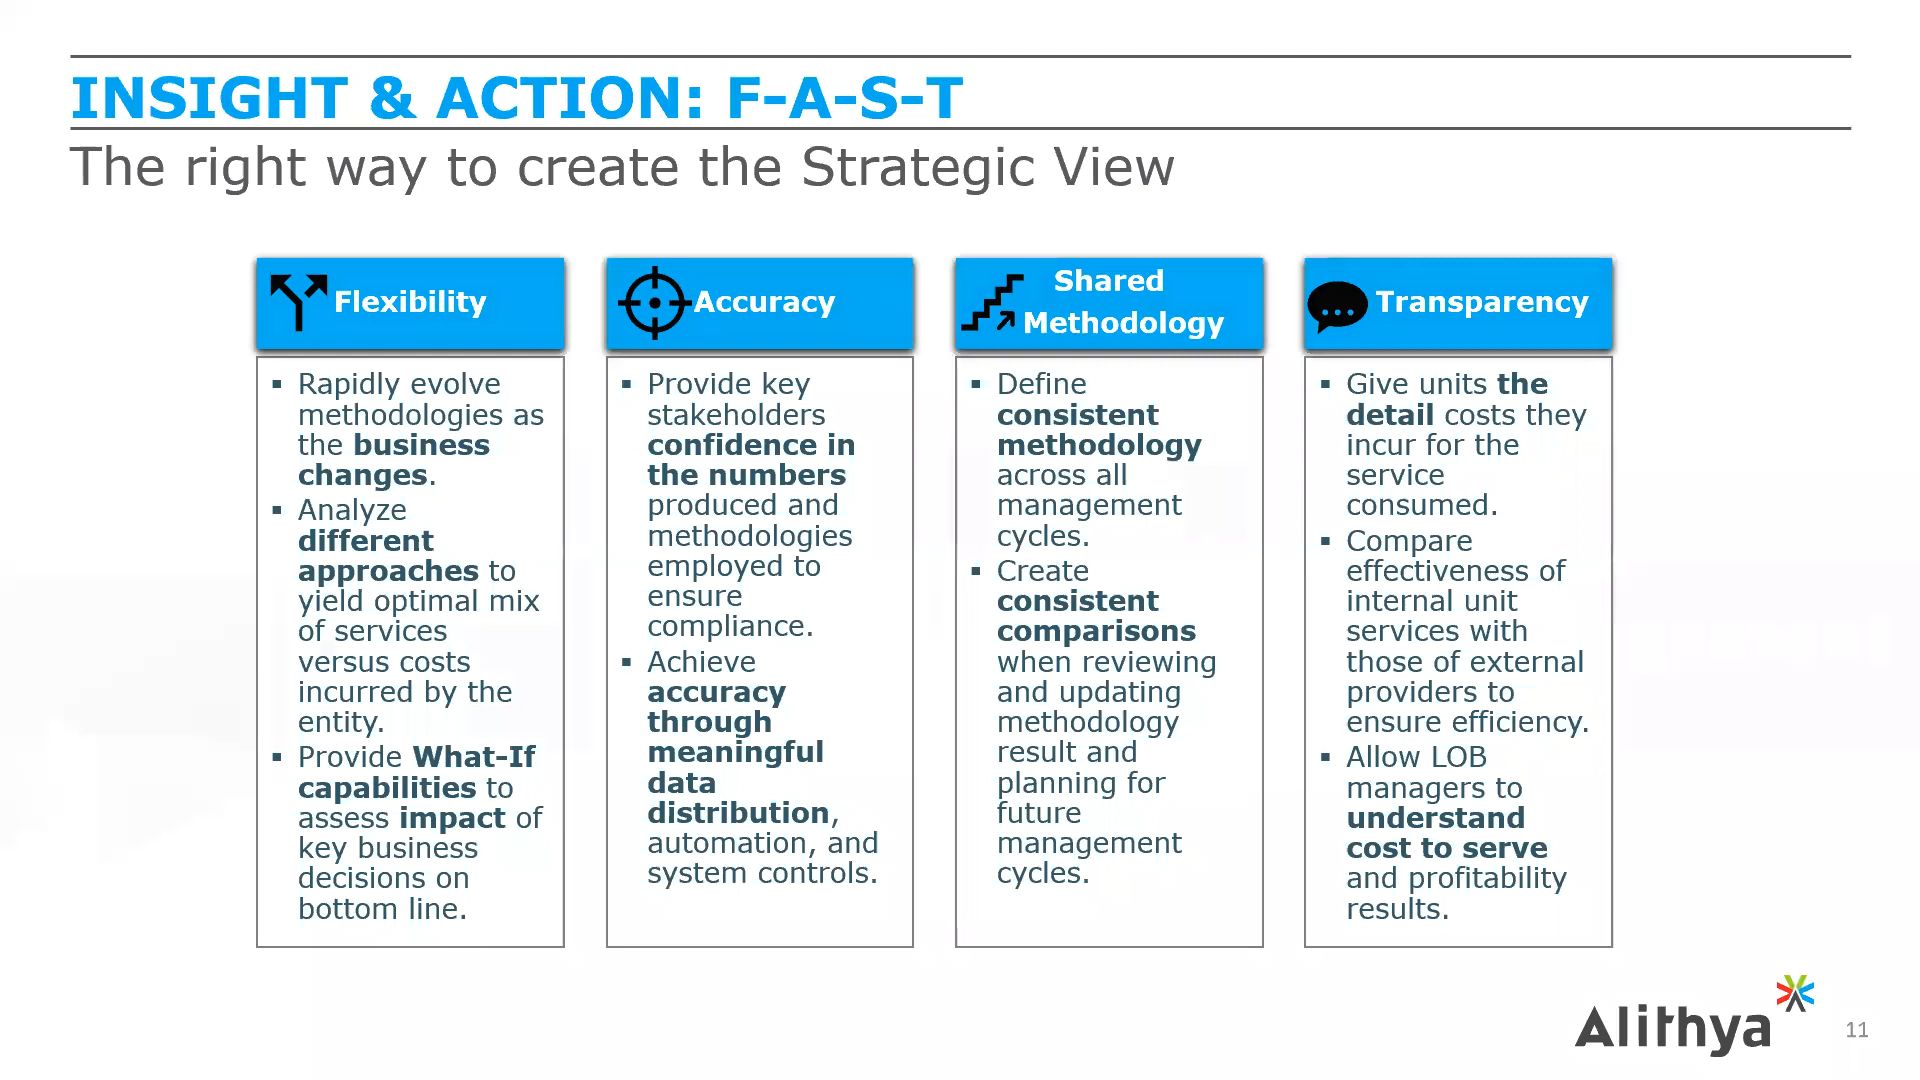 INSIGHT & ACTION: F-A-S-T
The right way to create the Strategic View
Flexibility
▪ Rapidly evolve
methodologies as
the business
changes.
▪ Analyze
different
approaches to
yield optimal mix
of services
versus costs
incurred by the
entity.
▪ Provide What-If
capabilities to
assess impact of
key business
decisions on
bottom line.
Accuracy
▪ Provide key
stakeholders
confidence in
the numbers
produced and
methodologies
employed to
ensure
compliance.
▪ Achieve
accuracy
through
meaningful
data
distribution,
automation, and
system controls.
Shared
Methodology
▪ Define
consistent
methodology
across all
management
cycles.
▪ Create
consistent
comparisons
when reviewing
and updating
methodology
result and
planning for
future
management
cycles.
Transparency
▪ Give units the
detail costs they
incur for the
service
consumed.
▪ Compare
effectiveness of
internal unit
services with
those of external
providers to
ensure efficiency.
▪ Allow LOB
managers to
understand
cost to serve
and profitability
results.
Alithya
11